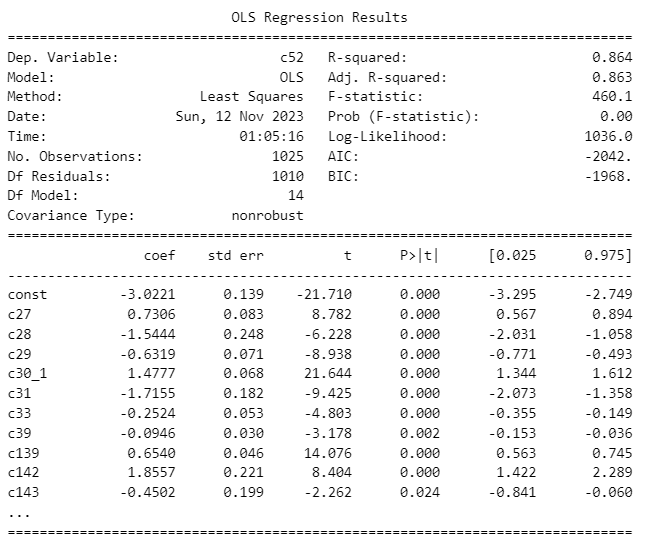 OLS Regression Results
==============================================================================
Dep. Variable:                    c52   R-squared:                       0.864
Model:                            OLS   Adj. R-squared:                  0.863
Method:                 Least Squares   F-statistic:                     460.1
Date:                Sun, 12 Nov 2023   Prob (F-statistic):               0.00
Time:                        01:05:16   Log-Likelihood:                 1036.0
No. Observations:                1025   AIC:                            -2042.
Df Residuals:                    1010   BIC:                            -1968.
Df Model:                          14
Covariance Type:            nonrobust
==============================================================================
                 coef    std err          t      P>|t|      [0.025      0.975]
------------------------------------------------------------------------------
const         -3.0221      0.139    -21.710      0.000      -3.295      -2.749
c27            0.7306      0.083      8.782      0.000       0.567       0.894
c28           -1.5444      0.248     -6.228      0.000      -2.031      -1.058
c29           -0.6319      0.071     -8.938      0.000      -0.771      -0.493
c30_1          1.4777      0.068     21.644      0.000       1.344       1.612
c31           -1.7155      0.182     -9.425      0.000      -2.073      -1.358
c33           -0.2524      0.053     -4.803      0.000      -0.355      -0.149
c39           -0.0946      0.030     -3.178      0.002      -0.153      -0.036
c139           0.6540      0.046     14.076      0.000       0.563       0.745
c142           1.8557      0.221      8.404      0.000       1.422       2.289
c143          -0.4502      0.199     -2.262      0.024      -0.841      -0.060
...
==============================================================================